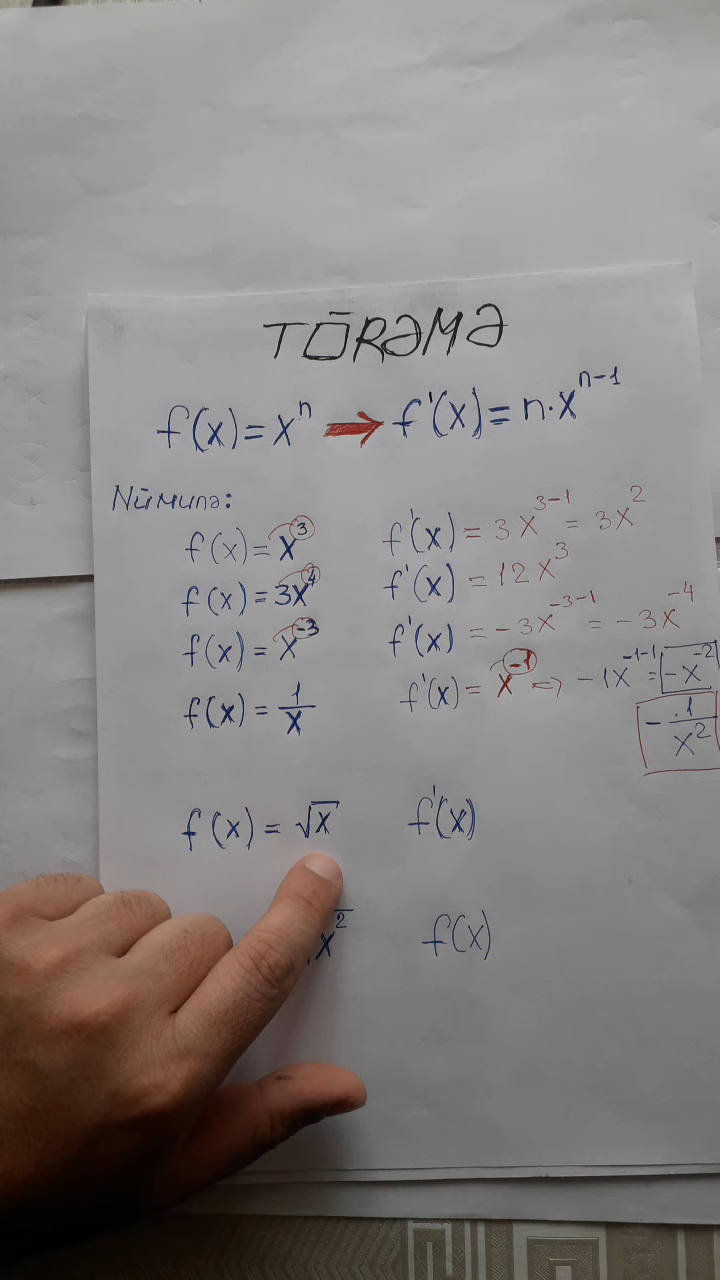 TÖRƏMƏ
f(x) = xⁿ → f'(x) = n·xⁿ⁻¹
Nümunə:
f(x) = x³ f'(x) = 3x³⁻¹ = 3x²
f(x) = 3x⁴ f'(x) = 12x³
f(x) = x⁻³ f'(x) = -3x⁻³⁻¹ = -3x⁻⁴
f(x) = 1/x f'(x) = x⁻¹ => -1x⁻¹⁻¹ = -x⁻²
-1/x²
f(x) = √x f'(x)
x² f(x)